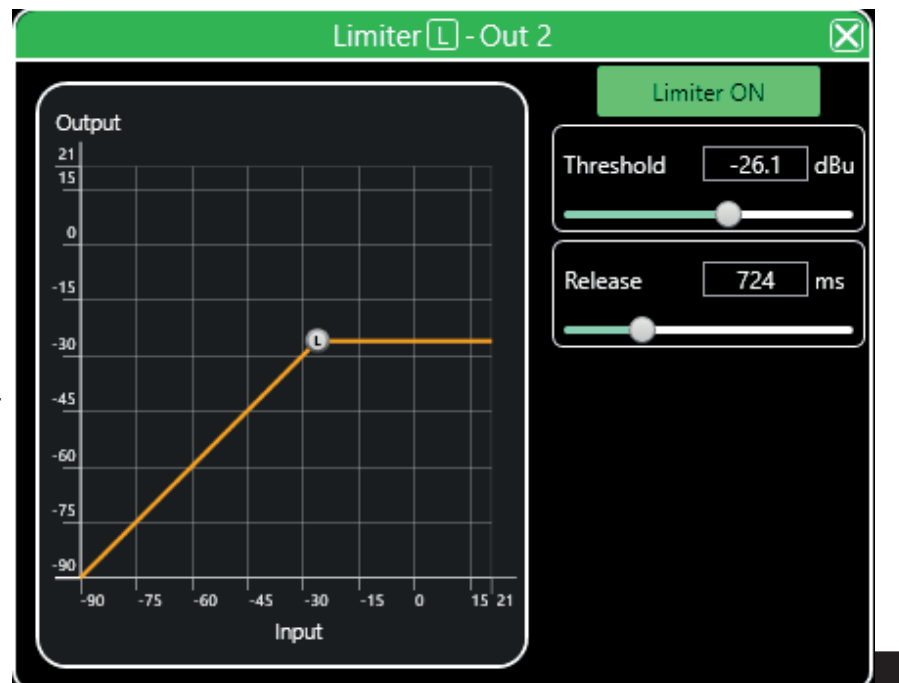 Limiter L - Out 2
Limiter ON
Output
21
15
0
-15
-30
-45
-60
-75
-90
L
-90 -75 -60 -45 -30 -15 0 15 21
Input
Threshold -26.1 dBu
Release 724 ms